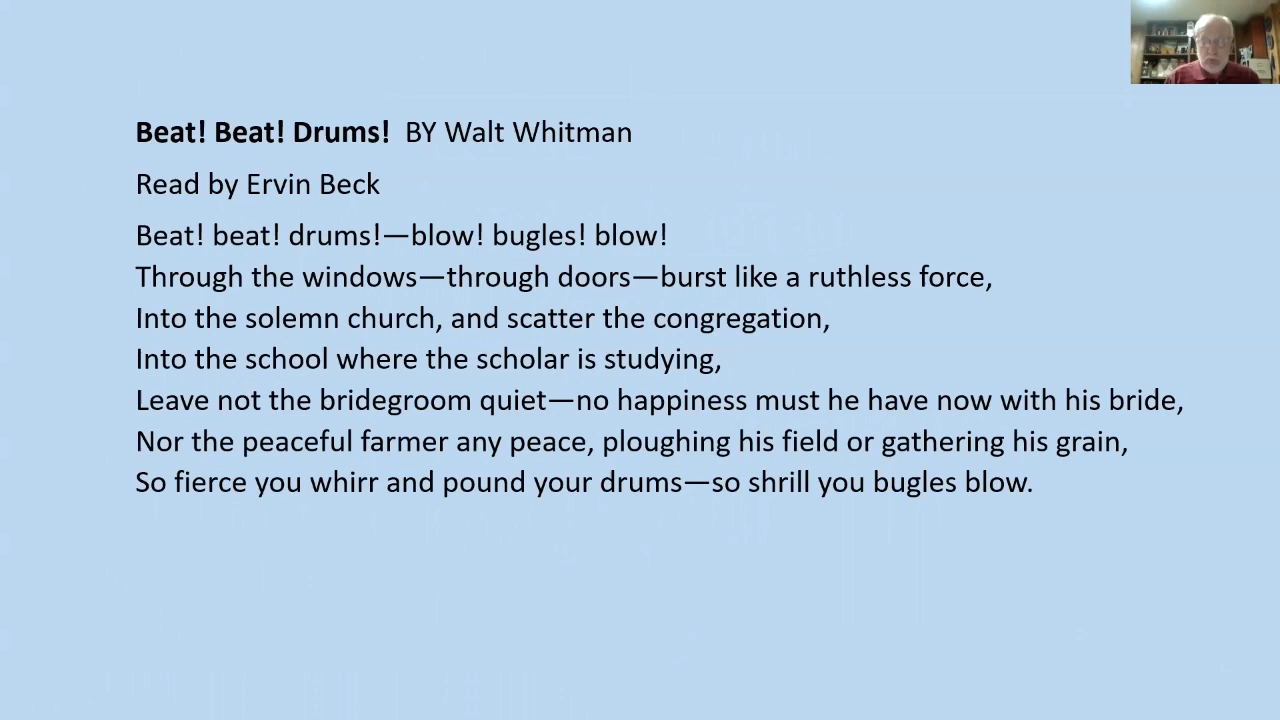 Beat! Beat! Drums! BY Walt Whitman
Read by Ervin Beck
Beat! beat! drums!—blow! bugles! blow!
Through the windows—through doors—burst like a ruthless force,
Into the solemn church, and scatter the congregation,
Into the school where the scholar is studying,
Leave not the bridegroom quiet—no happiness must he have now with his bride,
Nor the peaceful farmer any peace, ploughing his field or gathering his grain,
So fierce you whirr and pound your drums—so shrill you bugles blow.